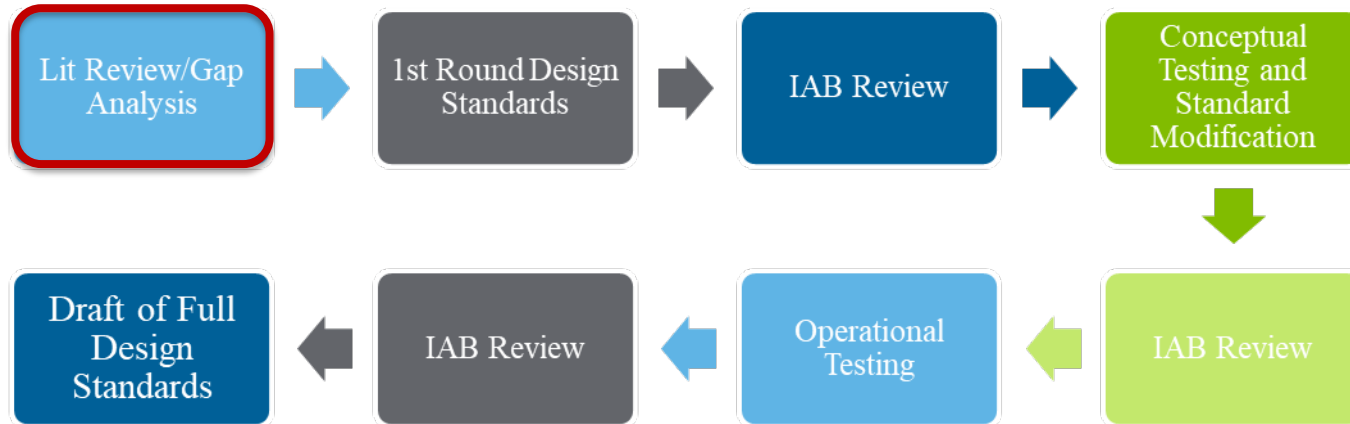 Lit Review/Gap
Analysis
1st Round Design
Standards
IAB Review
Conceptual
Testing and
Standard
Modification
IAB Review
Operational
Testing
IAB Review
Draft of Full
Design
Standards